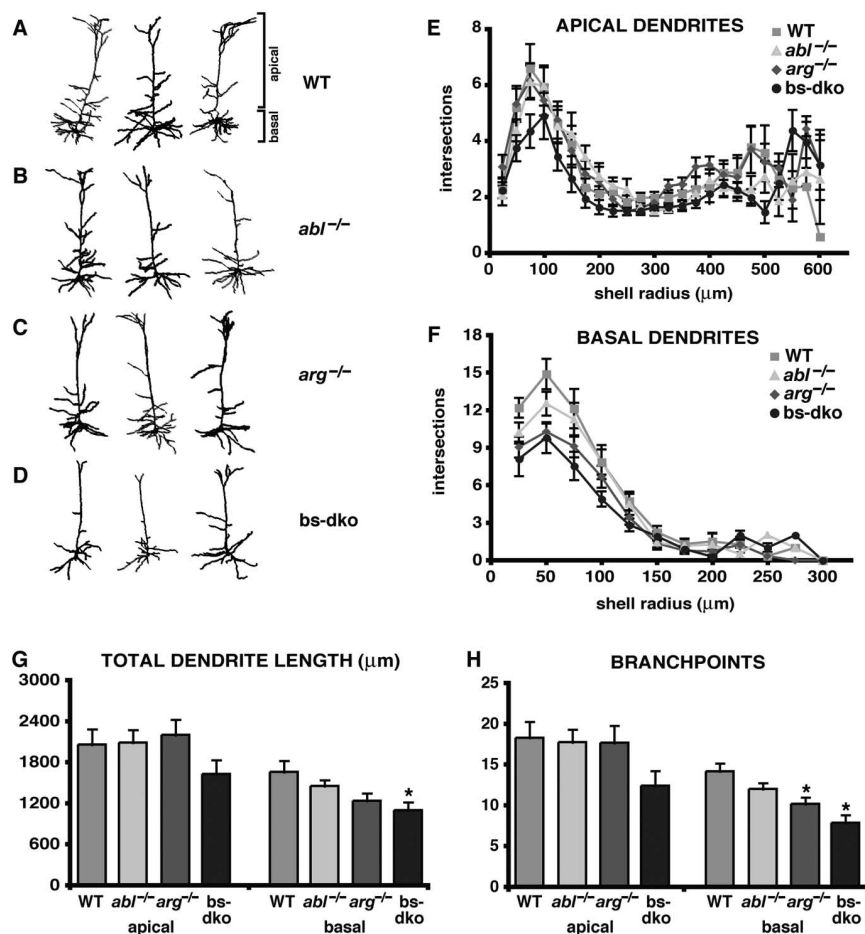 A
apical
basal
WT
B
abl⁻/⁻
C
arg⁻/⁻
D
bs-dko
E
APICAL DENDRITES
WT
abl⁻/⁻
arg⁻/⁻
bs-dko
8
6
4
2
0
intersections
0 100 200 300 400 500 600
shell radius (μm)
F
BASAL DENDRITES
WT
abl⁻/⁻
arg⁻/⁻
bs-dko
18
15
12
9
6
3
0
intersections
0 50 100 150 200 250 300
shell radius (μm)
G
TOTAL DENDRITE LENGTH (μm)
3000
2400
1800
1200
600
0
*
WT abl⁻/⁻ arg⁻/⁻ bs-dko WT abl⁻/⁻ arg⁻/⁻ bs-dko
apical basal
H
BRANCHPOINTS
25
20
15
10
5
0
* *
WT abl⁻/⁻ arg⁻/⁻ bs-dko WT abl⁻/⁻ arg⁻/⁻ bs-dko
apical basal